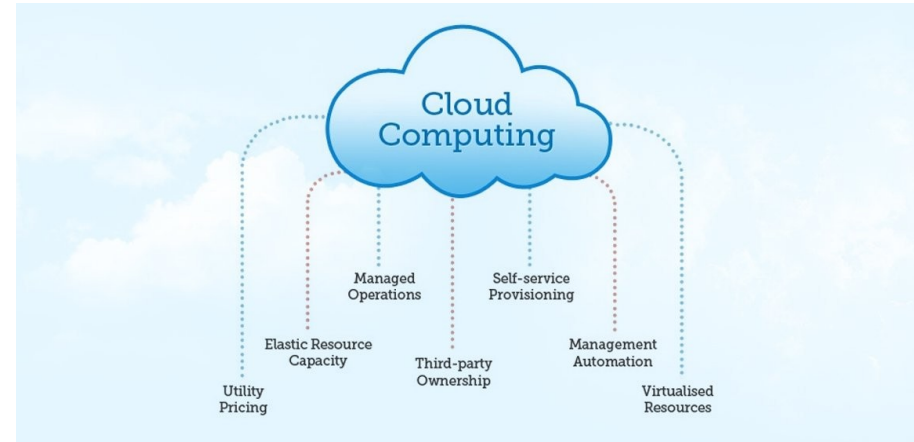 Cloud
Computing
Managed
Operations
Self-service
Provisioning
Elastic Resource
Capacity
Third-party
Ownership
Management
Automation
Utility
Pricing
Virtualised
Resources